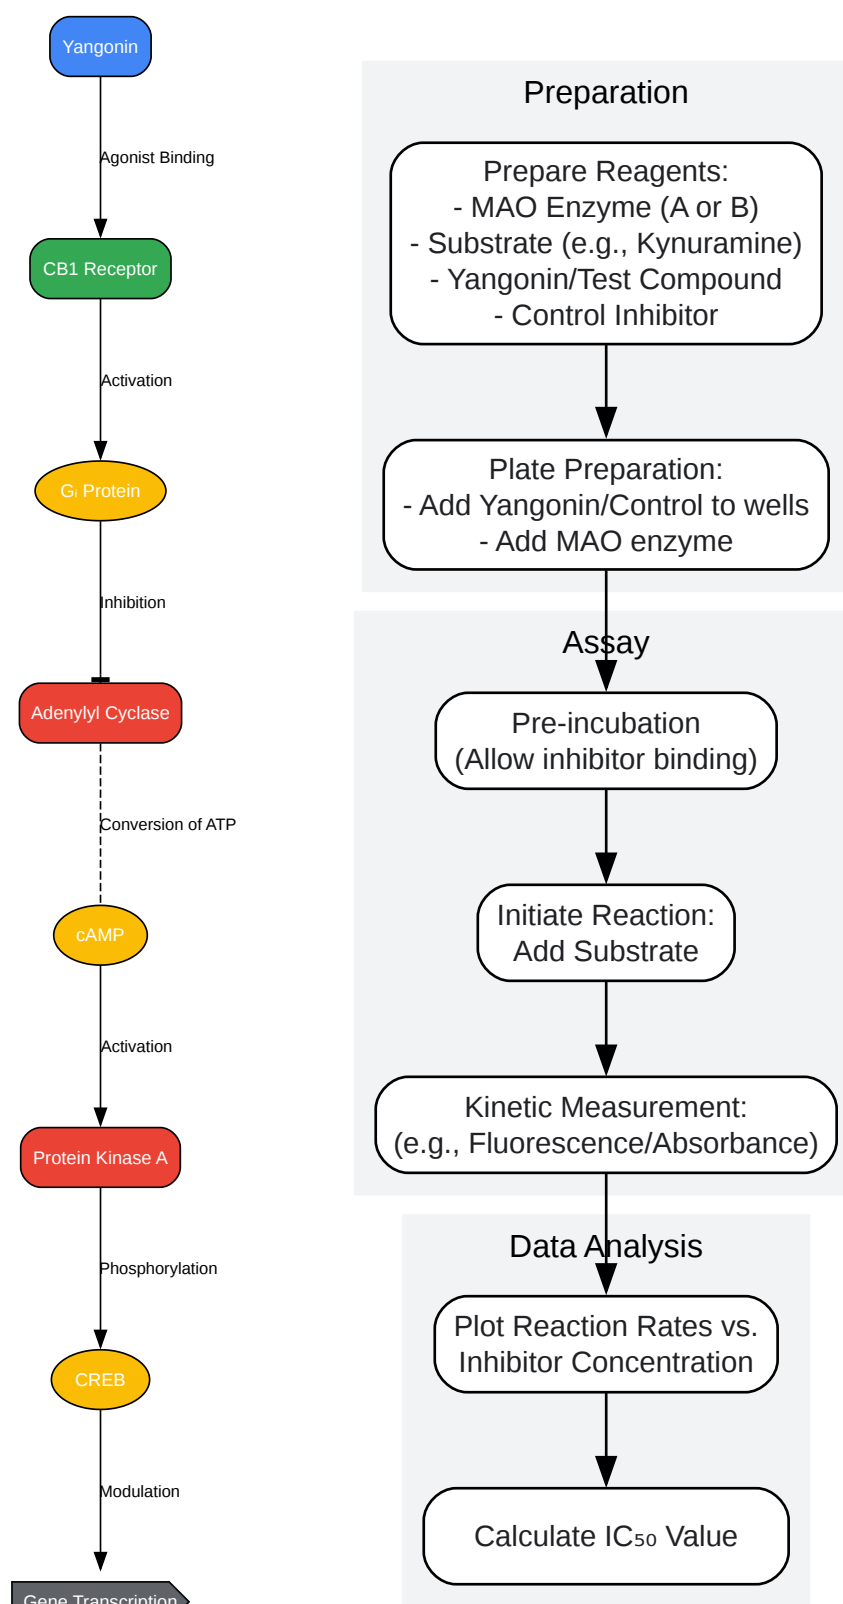 Yangonin
Agonist Binding
CB1 Receptor
Activation
Gᵢ Protein
Inhibition
Adenylyl Cyclase
Conversion of ATP
cAMP
Activation
Protein Kinase A
Phosphorylation
CREB
Modulation
Gene Transcription
Preparation
Prepare Reagents:
- MAO Enzyme (A or B)
- Substrate (e.g., Kynuramine)
- Yangonin/Test Compound
- Control Inhibitor
Plate Preparation:
- Add Yangonin/Control to wells
- Add MAO enzyme
Assay
Pre-incubation
(Allow inhibitor binding)
Initiate Reaction:
Add Substrate
Kinetic Measurement:
(e.g., Fluorescence/Absorbance)
Data Analysis
Plot Reaction Rates vs.
Inhibitor Concentration
Calculate IC₅₀ Value